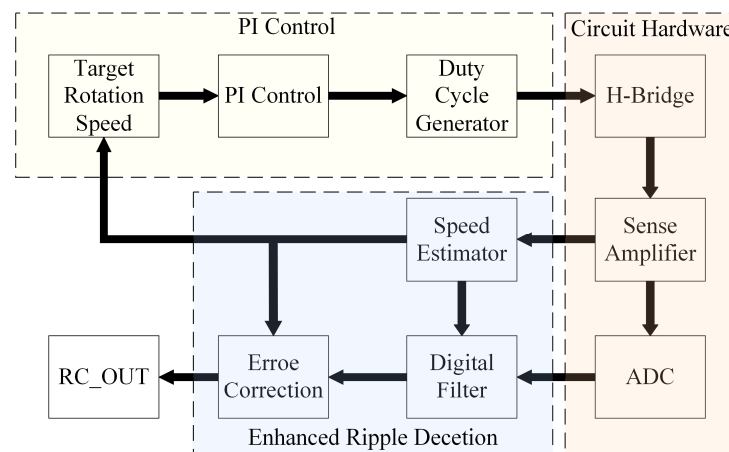 PI Control
Circuit Hardware
Target
Rotation
Speed
PI Control
Duty
Cycle
Generator
H-Bridge
Speed
Estimator
Sense
Amplifier
RC_OUT
Erroe
Correction
Digital
Filter
ADC
Enhanced Ripple Decetion